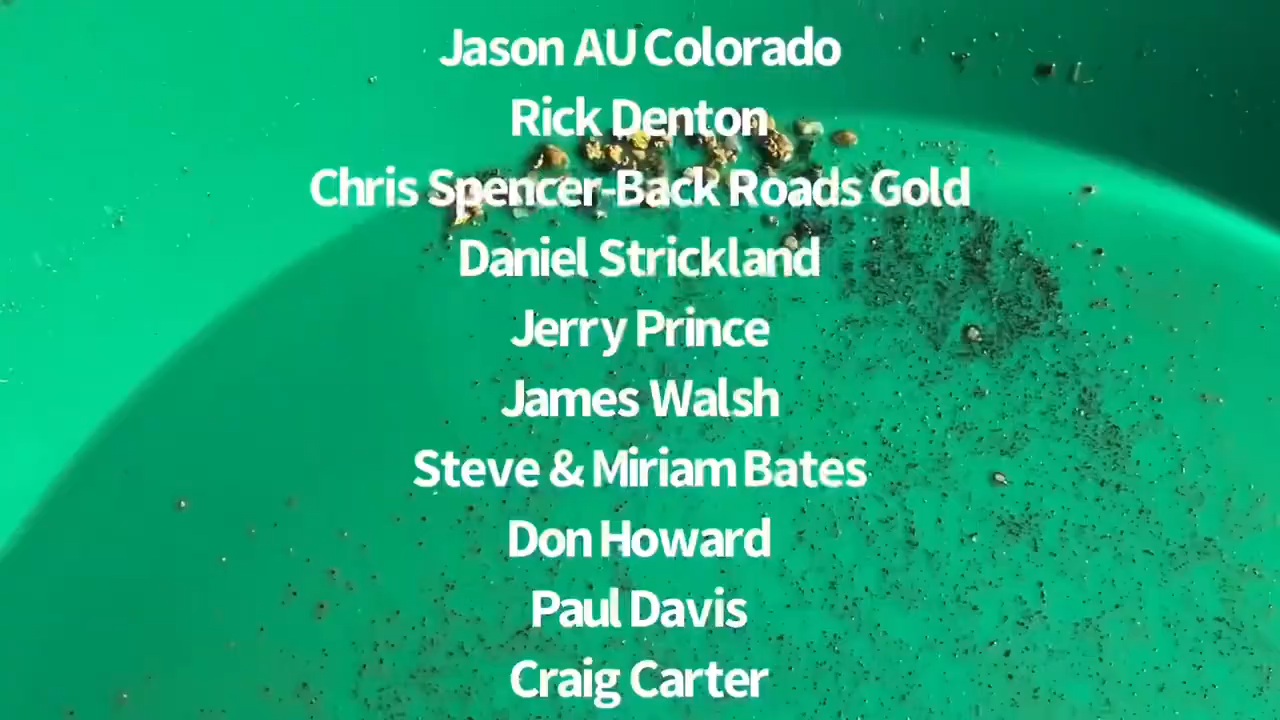 Jason AU Colorado
Rick Denton
Chris Spencer-Back Roads Gold
Daniel Strickland
Jerry Prince
James Walsh
Steve & Miriam Bates
Don Howard
Paul Davis
Craig Carter